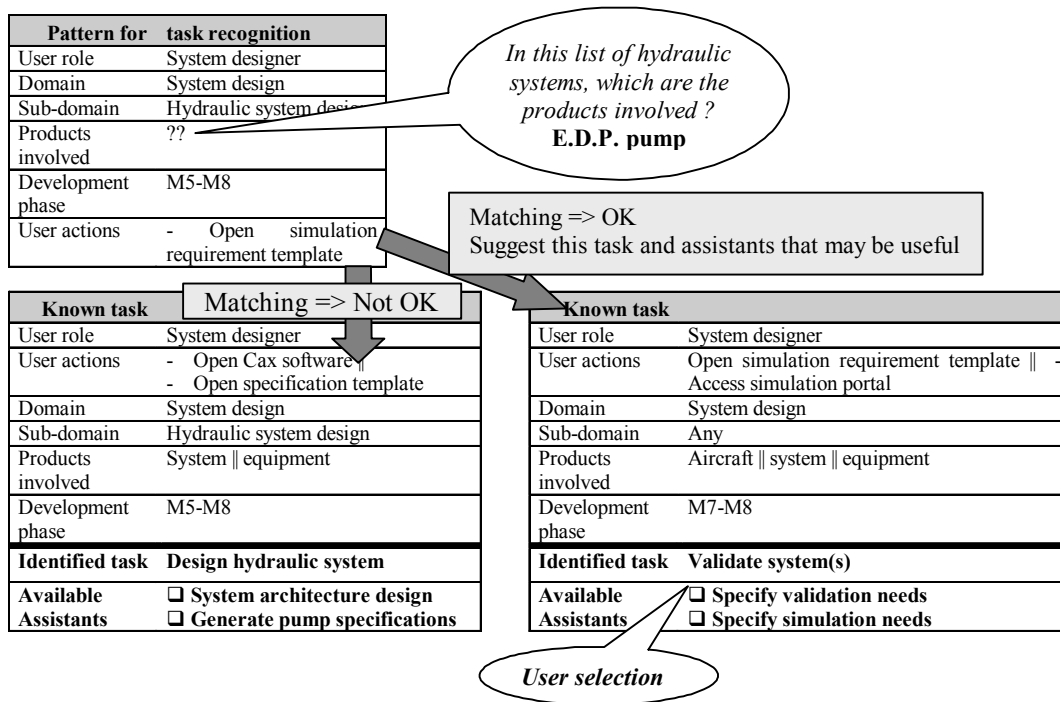 Pattern for task recognition
User role System designer
Domain System design
Sub-domain Hydraulic system design
Products ??
involved
Development M5-M8
phase
User actions - Open simulation
requirement template
In this list of hydraulic
systems, which are the
products involved ?
E.D.P. pump
Matching => OK
Suggest this task and assistants that may be useful
Matching => Not OK
Known task
User role System designer
User actions - Open Cax software ||
- Open specification template
Domain System design
Sub-domain Hydraulic system design
Products System || equipment
involved
Development M5-M8
phase
Identified task Design hydraulic system
Available ❑ System architecture design
Assistants ❑ Generate pump specifications
Known task
User role System designer
User actions Open simulation requirement template || -
Access simulation portal
Domain System design
Sub-domain Any
Products Aircraft || system || equipment
involved
Development M7-M8
phase
Identified task Validate system(s)
Available ❑ Specify validation needs
Assistants ❑ Specify simulation needs
User selection